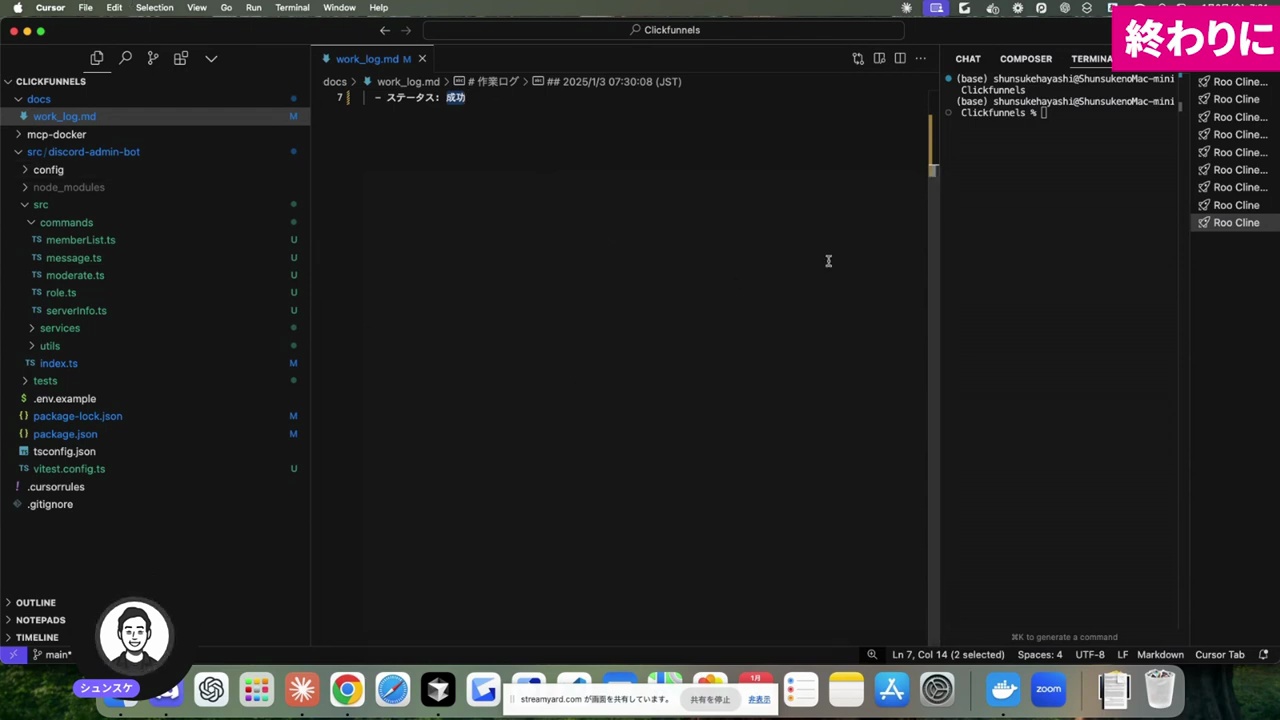 Cursor File Edit Selection View Go Run Terminal Window Help
終わりに
Clickfunnels
CLICKFUNNELS
docs
work_log.md M
mcp-docker
src/discord-admin-bot
config
node_modules
src
commands
TS memberList.ts U
TS message.ts U
TS moderate.ts U
TS role.ts U
TS serverInfo.ts U
services
utils
TS index.ts M
tests
$ .env.example
{} package-lock.json M
{} package.json M
tsconfig.json
TS vitest.config.ts U
! .cursorrules
.gitignore
OUTLINE
NOTEPADS
TIMELINE
main*
work_log.md M
docs > work_log.md > # 作業ログ > ## 2025/1/3 07:30:08 (JST)
7 - ステータス: 成功
CHAT COMPOSER TERMINA
(base) shunsukehayashi@ShunsukenoMac-mini
Clickfunnels
(base) shunsukehayashi@ShunsukenoMac-mini
Clickfunnels %
⌘K to generate a command
Roo Cline
Roo Cline
Roo Cline...
Roo Cline...
Roo Cline...
Roo Cline...
Roo Cline...
Roo Cline
Roo Cline
Ln 7, Col 14 (2 selected) Spaces: 4 UTF-8 LF Markdown Cursor Tab
シュンスケ
streamyard.com が画面を共有しています。 共有を停止 非表示
1月
zoom